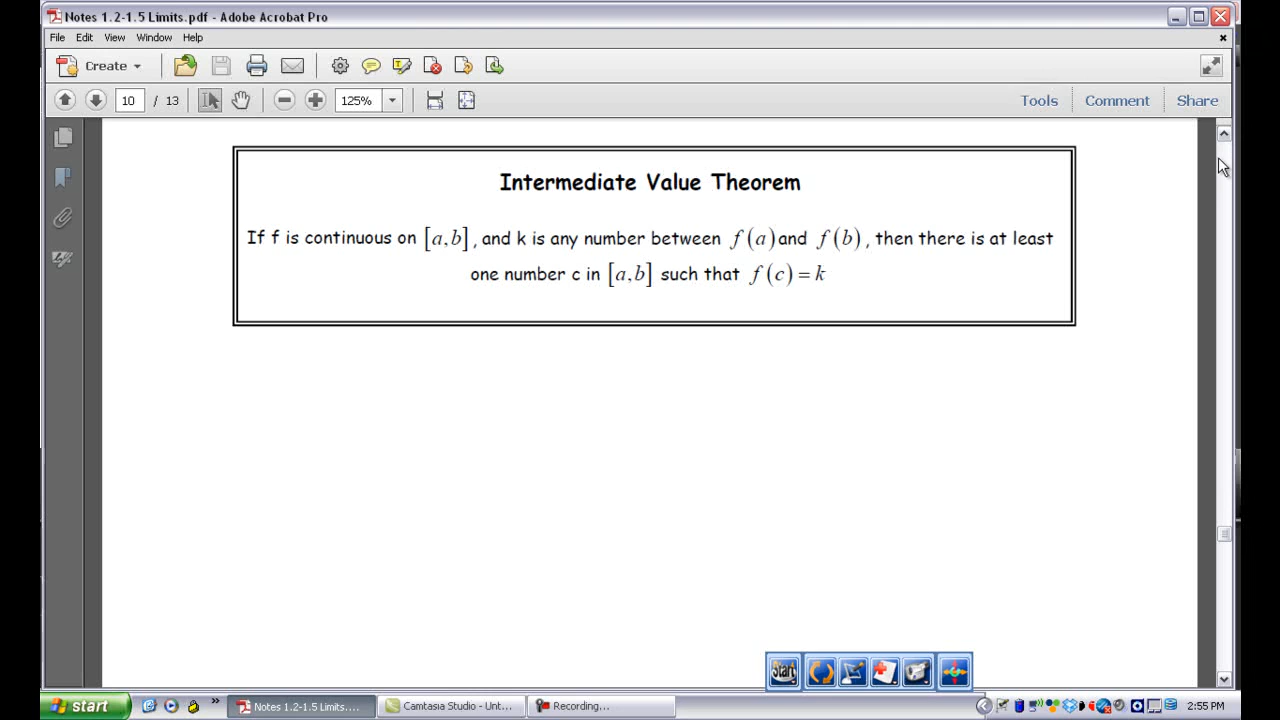 Notes 1.2-1.5 Limits.pdf - Adobe Acrobat Pro
File Edit View Window Help
Create
10 / 13 125% Tools Comment Share
Intermediate Value Theorem
If f is continuous on [a,b], and k is any number between f(a) and f(b), then there is at least
one number c in [a,b] such that f(c) = k
Start
start Notes 1.2-1.5 Limits.... Camtasia Studio - Unt... Recording... 2:55 PM